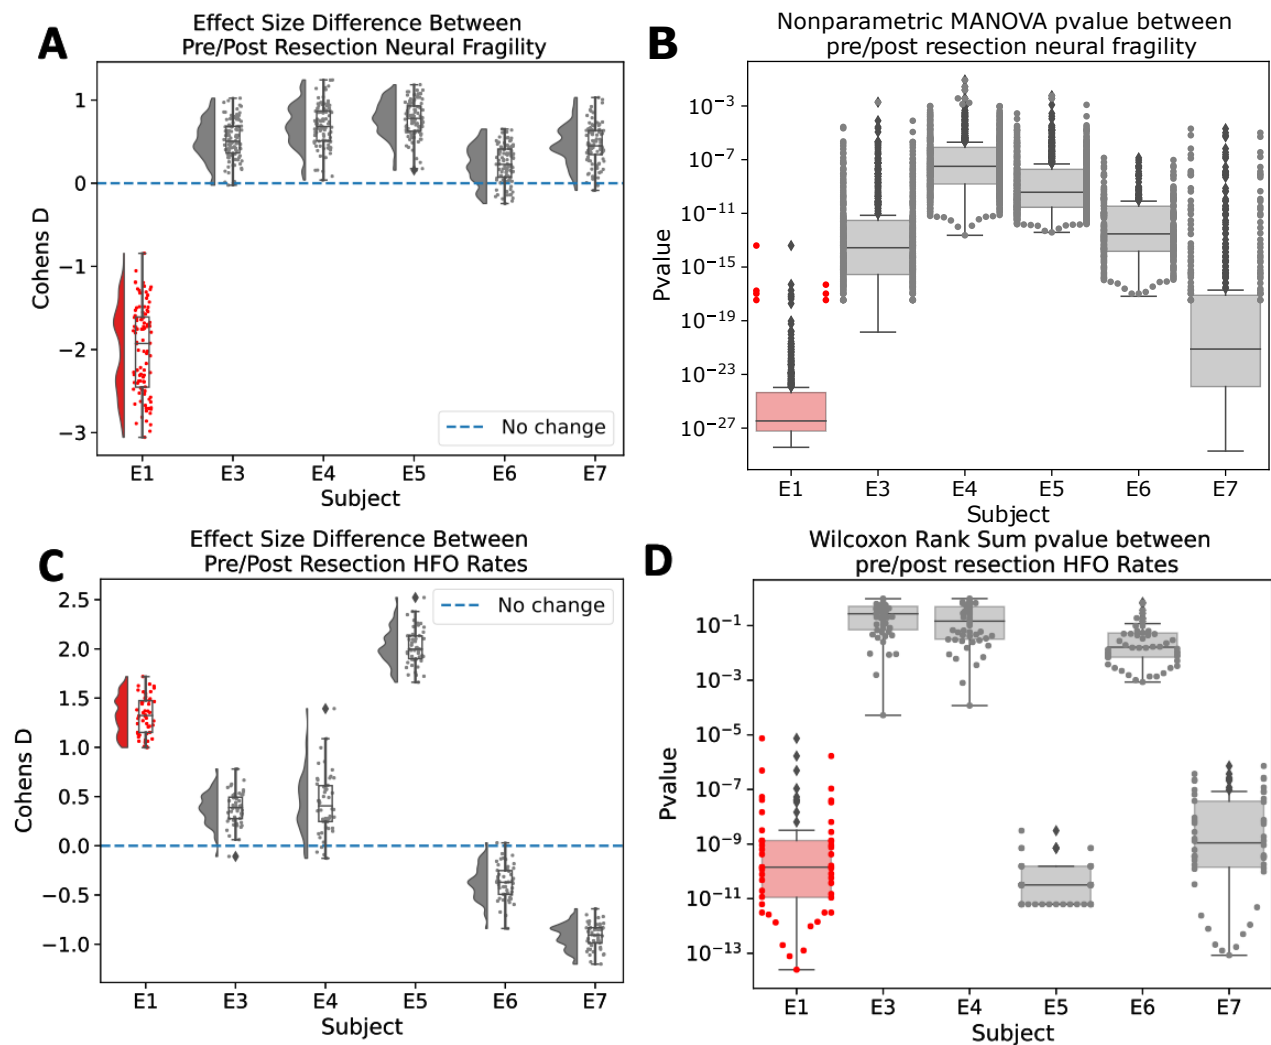 A
Effect Size Difference Between
Pre/Post Resection Neural Fragility
Cohens D
1
0
−1
−2
−3
No change
E1 E3 E4 E5 E6 E7
Subject
B
Nonparametric MANOVA pvalue between
pre/post resection neural fragility
Pvalue
10⁻³
10⁻⁷
10⁻¹¹
10⁻¹⁵
10⁻¹⁹
10⁻²³
10⁻²⁷
E1 E3 E4 E5 E6 E7
Subject
C
Effect Size Difference Between
Pre/Post Resection HFO Rates
Cohens D
2.5
2.0
1.5
1.0
0.5
0.0
−0.5
−1.0
No change
E1 E3 E4 E5 E6 E7
Subject
D
Wilcoxon Rank Sum pvalue between
pre/post resection HFO Rates
Pvalue
10⁻¹
10⁻³
10⁻⁵
10⁻⁷
10⁻⁹
10⁻¹¹
10⁻¹³
E1 E3 E4 E5 E6 E7
Subject